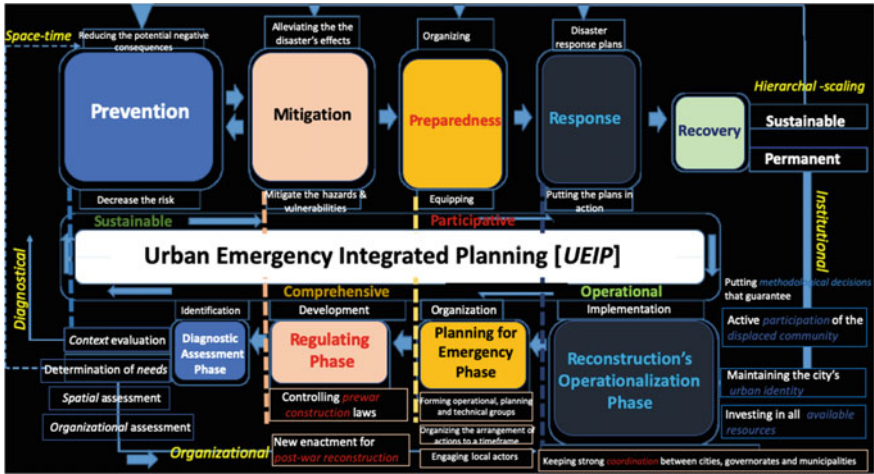 Space-time
Reducing the potential negative
consequences
Alleviating the the
disaster's effects
Organizing
Disaster
response plans
Hierarchal -scaling
Prevention
Mitigation
Preparedness
Response
Recovery
Sustainable
Permanent
Decrease the risk
Mitigate the hazards &
vulnerabilities
Equipping
Putting the plans in
action
Institutional
Sustainable
Participative
Urban Emergency Integrated Planning [UEIP]
Comprehensive
Operational
Diagnostical
Identification
Development
Organization
Implementation
Putting methodological decisions
that guarantee
Context evaluation
Determination of needs
Spatial assessment
Organizational assessment
Diagnostic
Assessment
Phase
Regulating
Phase
Planning for
Emergency
Phase
Reconstruction's
Operationalization
Phase
Active participation of the
displaced community
Maintaining the city's
urban identity
Investing in all available
resources
Controlling prewar
construction laws
Forming operational, planning
and technical groups
Organizing the arrangement of
actions to a timeframe
Organizational
New enactment for
post-war reconstruction
Engaging local actors
Keeping strong coordination between cities, governorates and municipalities